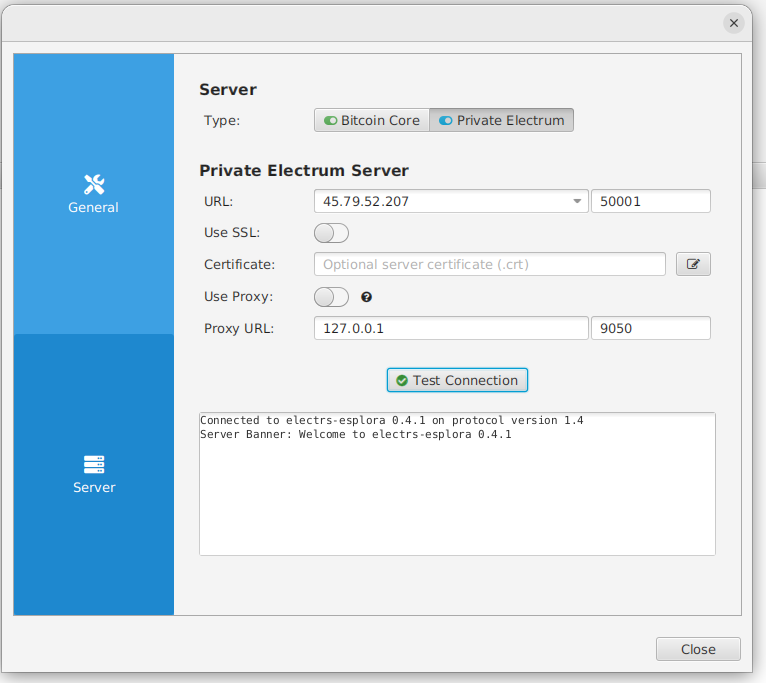 General
Server
Server
Type: Bitcoin Core Private Electrum
Private Electrum Server
URL: 45.79.52.207 50001
Use SSL:
Certificate: Optional server certificate (.crt)
Use Proxy: ?
Proxy URL: 127.0.0.1 9050
Test Connection
Connected to electrs-esplora 0.4.1 on protocol version 1.4
Server Banner: Welcome to electrs-esplora 0.4.1
Close